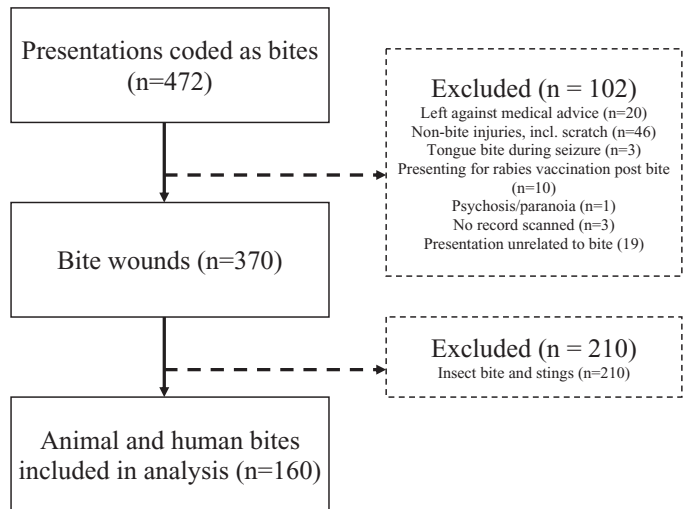 Presentations coded as bites
(n=472)
Excluded (n = 102)
Left against medical advice (n=20)
Non-bite injuries, incl. scratch (n=46)
Tongue bite during seizure (n=3)
Presenting for rabies vaccination post bite
(n=10)
Psychosis/paranoia (n=1)
No record scanned (n=3)
Presentation unrelated to bite (19)
Bite wounds (n=370)
Excluded (n = 210)
Insect bite and stings (n=210)
Animal and human bites
included in analysis (n=160)